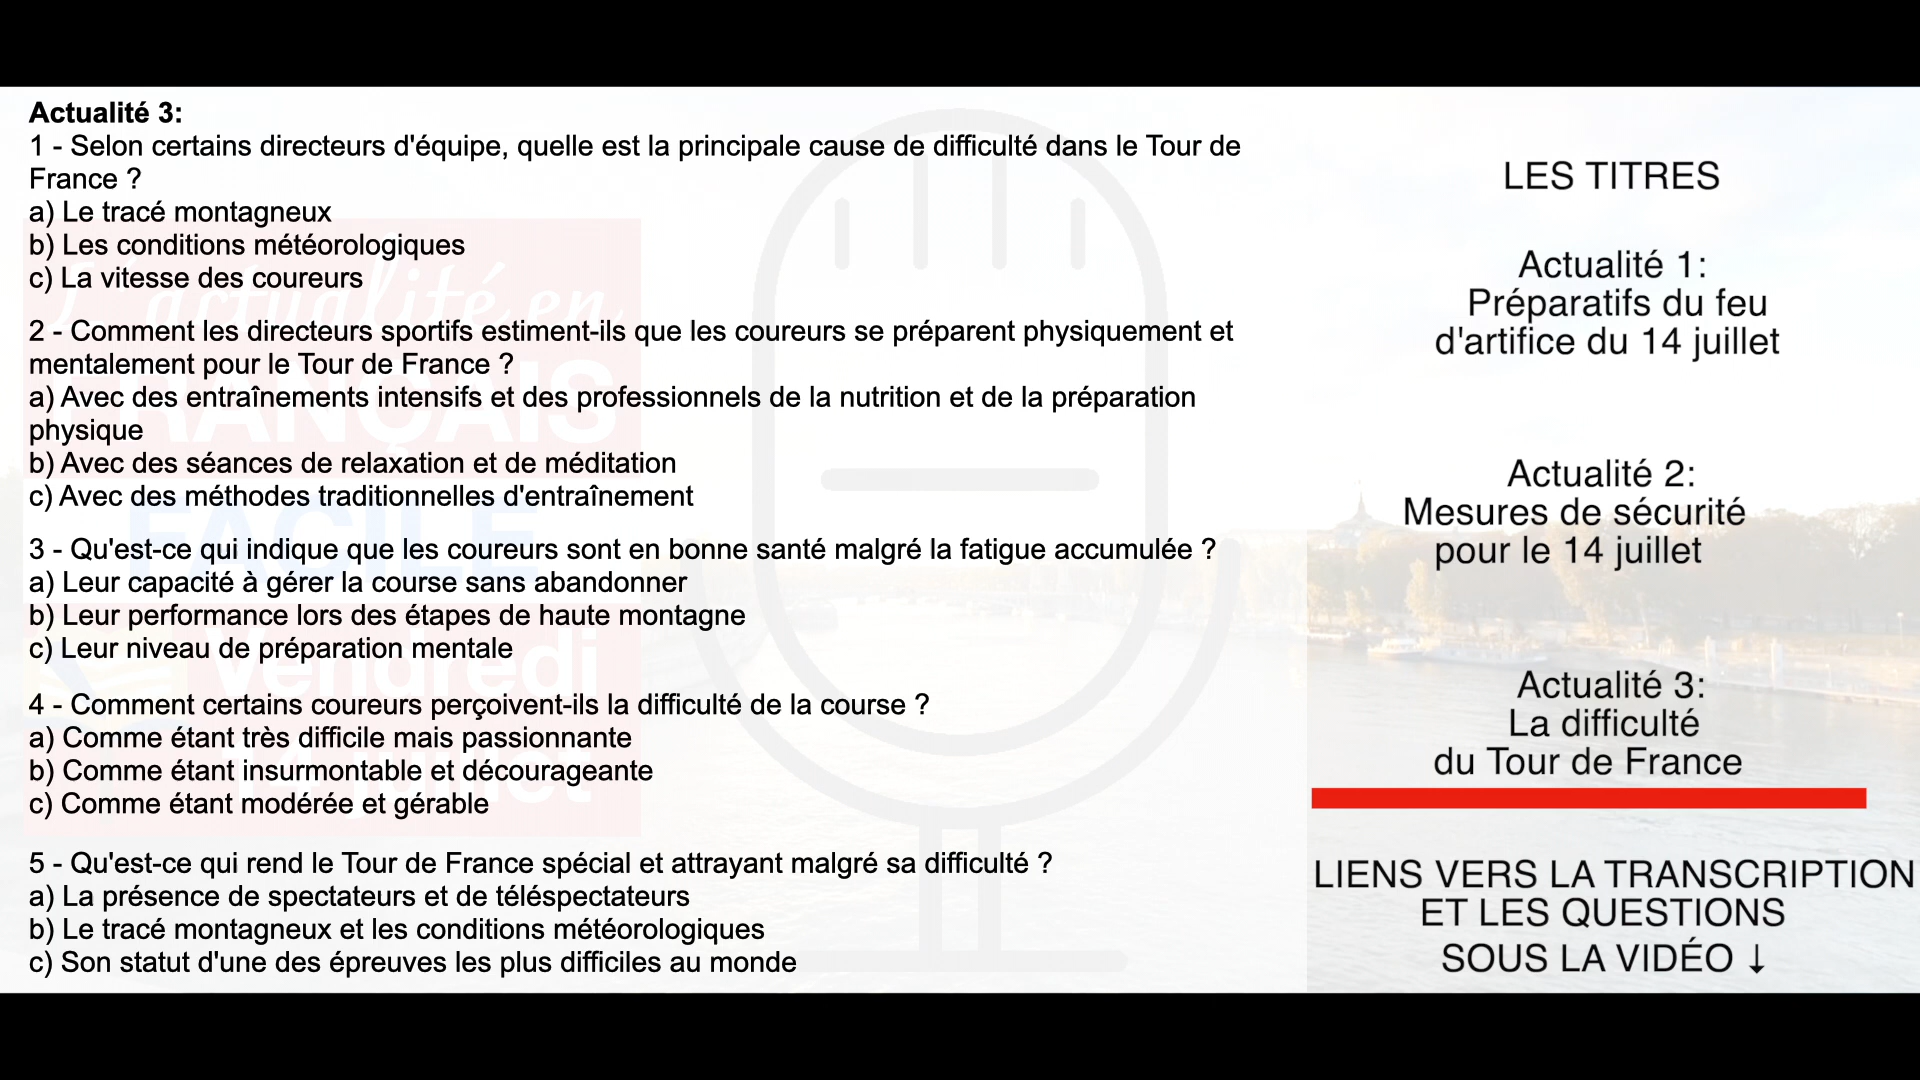 Actualité 3:
1 - Selon certains directeurs d'équipe, quelle est la principale cause de difficulté dans le Tour de
France ?
a) Le tracé montagneux
b) Les conditions météorologiques
c) La vitesse des coureurs
2 - Comment les directeurs sportifs estiment-ils que les coureurs se préparent physiquement et
mentalement pour le Tour de France ?
a) Avec des entraînements intensifs et des professionnels de la nutrition et de la préparation
physique
b) Avec des séances de relaxation et de méditation
c) Avec des méthodes traditionnelles d'entraînement
3 - Qu'est-ce qui indique que les coureurs sont en bonne santé malgré la fatigue accumulée ?
a) Leur capacité à gérer la course sans abandonner
b) Leur performance lors des étapes de haute montagne
c) Leur niveau de préparation mentale
4 - Comment certains coureurs perçoivent-ils la difficulté de la course ?
a) Comme étant très difficile mais passionnante
b) Comme étant insurmontable et décourageante
c) Comme étant modérée et gérable
5 - Qu'est-ce qui rend le Tour de France spécial et attrayant malgré sa difficulté ?
a) La présence de spectateurs et de téléspectateurs
b) Le tracé montagneux et les conditions météorologiques
c) Son statut d'une des épreuves les plus difficiles au monde
L'actualité en
FRANÇAIS
FACILE
Vendredi
14 juillet
LES TITRES
Actualité 1:
Préparatifs du feu
d'artifice du 14 juillet
Actualité 2:
Mesures de sécurité
pour le 14 juillet
Actualité 3:
La difficulté
du Tour de France
LIENS VERS LA TRANSCRIPTION
ET LES QUESTIONS
SOUS LA VIDÉO ↓